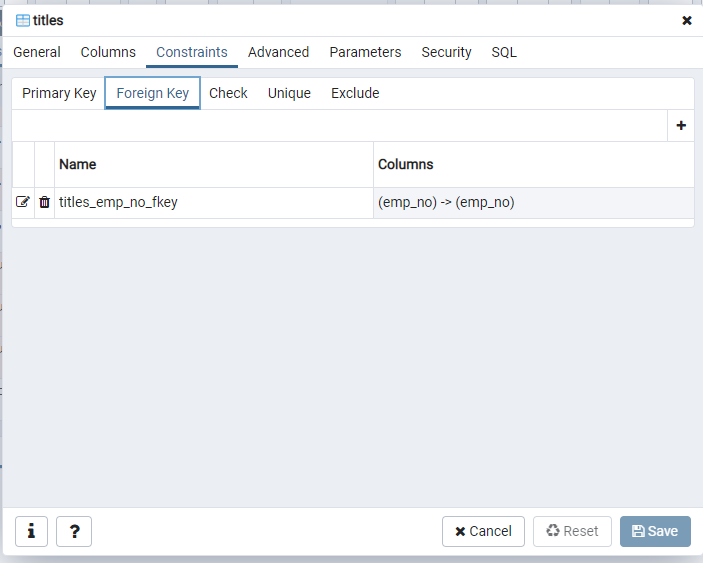 titles
General Columns Constraints Advanced Parameters Security SQL
Primary Key Foreign Key Check Unique Exclude
Name Columns
titles_emp_no_fkey (emp_no) -> (emp_no)
Cancel Reset Save